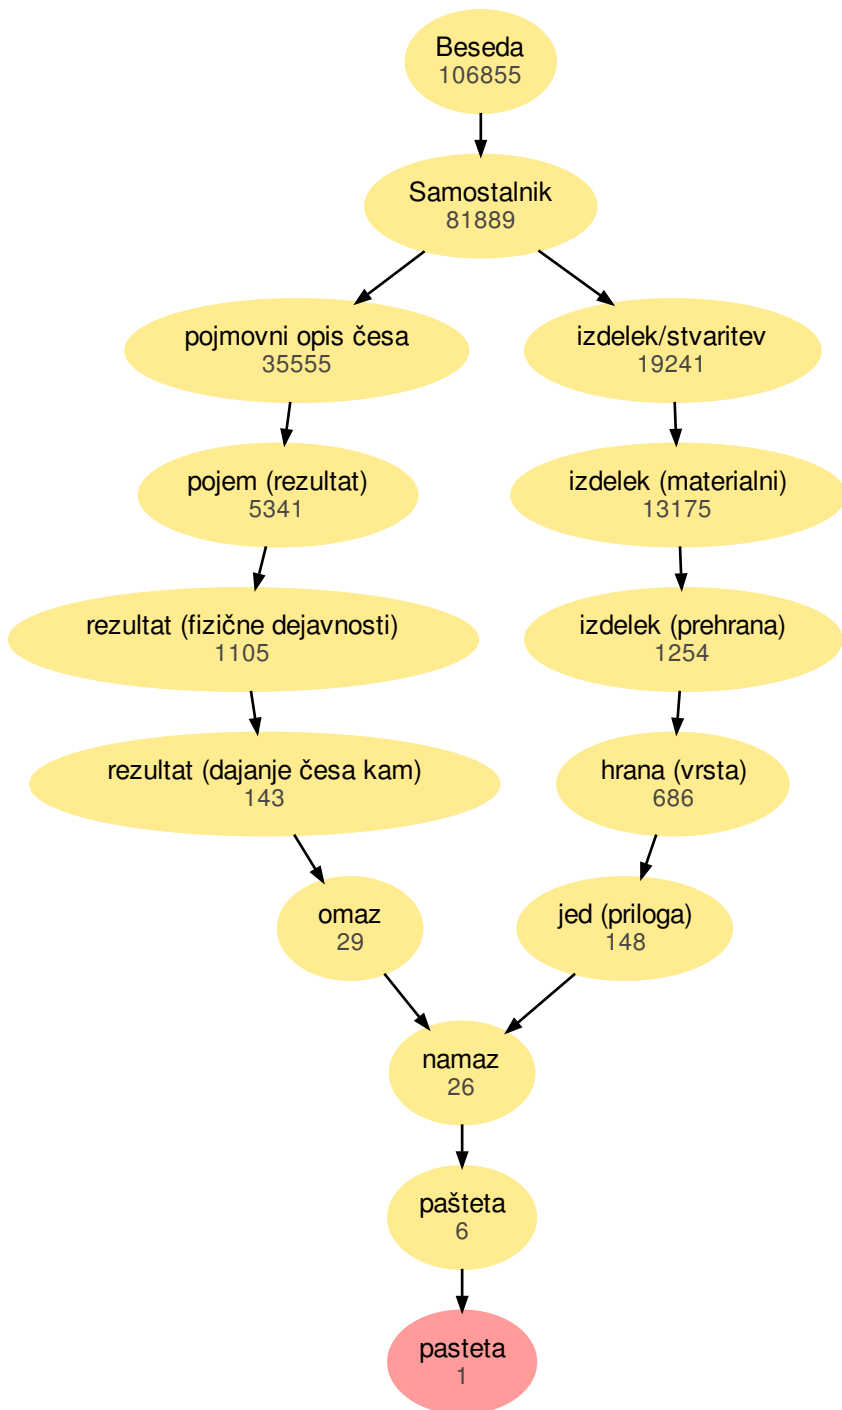 Beseda
106855
Samostalnik
81889
pojmovni opis česa
35555
izdelek/stvaritev
19241
pojem (rezultat)
5341
izdelek (materialni)
13175
rezultat (fizične dejavnosti)
1105
izdelek (prehrana)
1254
rezultat (dajanje česa kam)
143
hrana (vrsta)
686
omaz
29
jed (priloga)
148
namaz
26
pašteta
6
pasteta
1